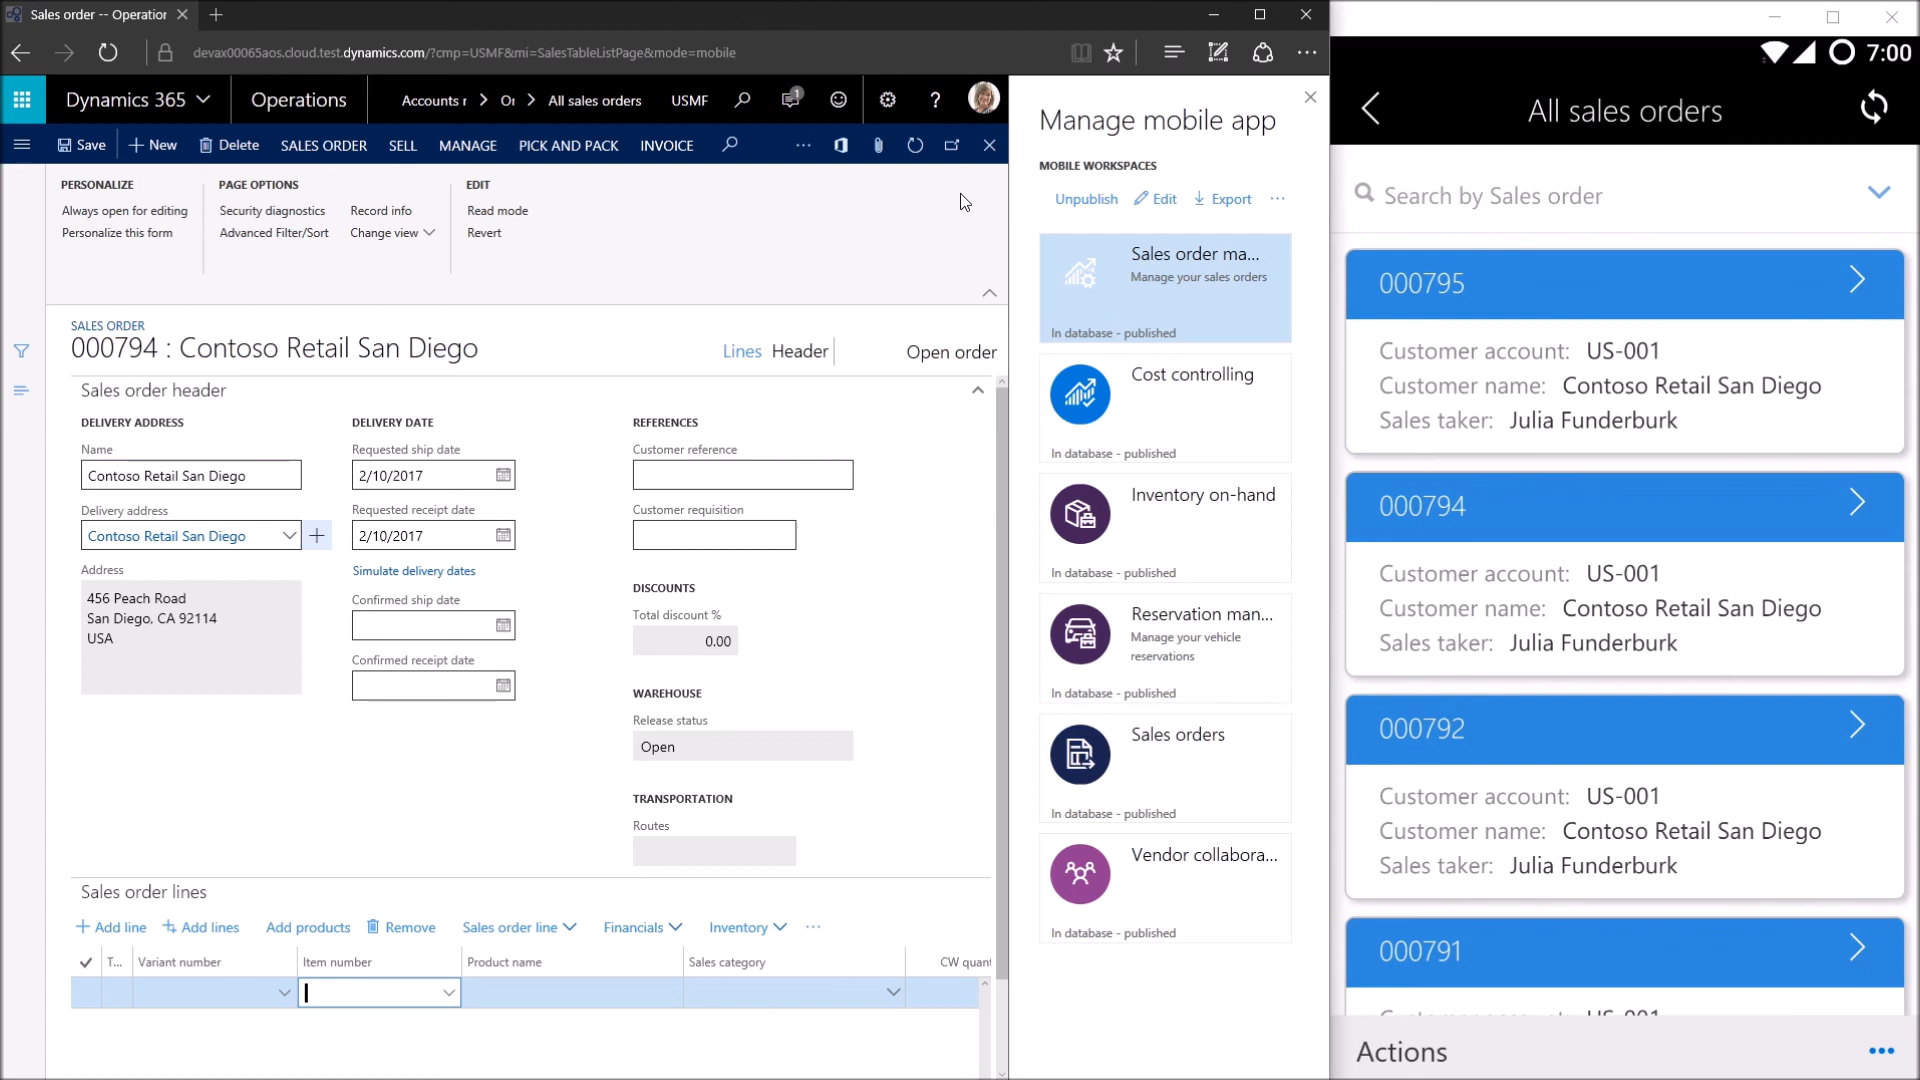 Sales order -- Operation
devax00065aos.cloud.test.dynamics.com/?cmp=USMF&mi=SalesTableListPage&mode=mobile
Dynamics 365
Operations
Accounts r > Or > All sales orders
USMF
1
?
Save
New
Delete
SALES ORDER
SELL
MANAGE
PICK AND PACK
INVOICE
PERSONALIZE
Always open for editing
Personalize this form
PAGE OPTIONS
Security diagnostics
Record info
Advanced Filter/Sort
Change view
EDIT
Read mode
Revert
SALES ORDER
000794 : Contoso Retail San Diego
Lines
Header
Open order
Sales order header
DELIVERY ADDRESS
Name
Contoso Retail San Diego
Delivery address
Contoso Retail San Diego
Address
456 Peach Road
San Diego, CA 92114
USA
DELIVERY DATE
Requested ship date
2/10/2017
Requested receipt date
2/10/2017
Simulate delivery dates
Confirmed ship date
Confirmed receipt date
REFERENCES
Customer reference
Customer requisition
DISCOUNTS
Total discount %
0.00
WAREHOUSE
Release status
Open
TRANSPORTATION
Routes
Sales order lines
Add line
Add lines
Add products
Remove
Sales order line
Financials
Inventory
T...
Variant number
Item number
Product name
Sales category
CW quant
Manage mobile app
MOBILE WORKSPACES
Unpublish
Edit
Export
Sales order ma...
Manage your sales orders
In database - published
Cost controlling
In database - published
Inventory on-hand
In database - published
Reservation man...
Manage your vehicle
reservations
In database - published
Sales orders
In database - published
Vendor collabora...
In database - published
7:00
All sales orders
Search by Sales order
000795
Customer account: US-001
Customer name: Contoso Retail San Diego
Sales taker: Julia Funderburk
000794
Customer account: US-001
Customer name: Contoso Retail San Diego
Sales taker: Julia Funderburk
000792
Customer account: US-001
Customer name: Contoso Retail San Diego
Sales taker: Julia Funderburk
000791
Customer account: US-001
Actions